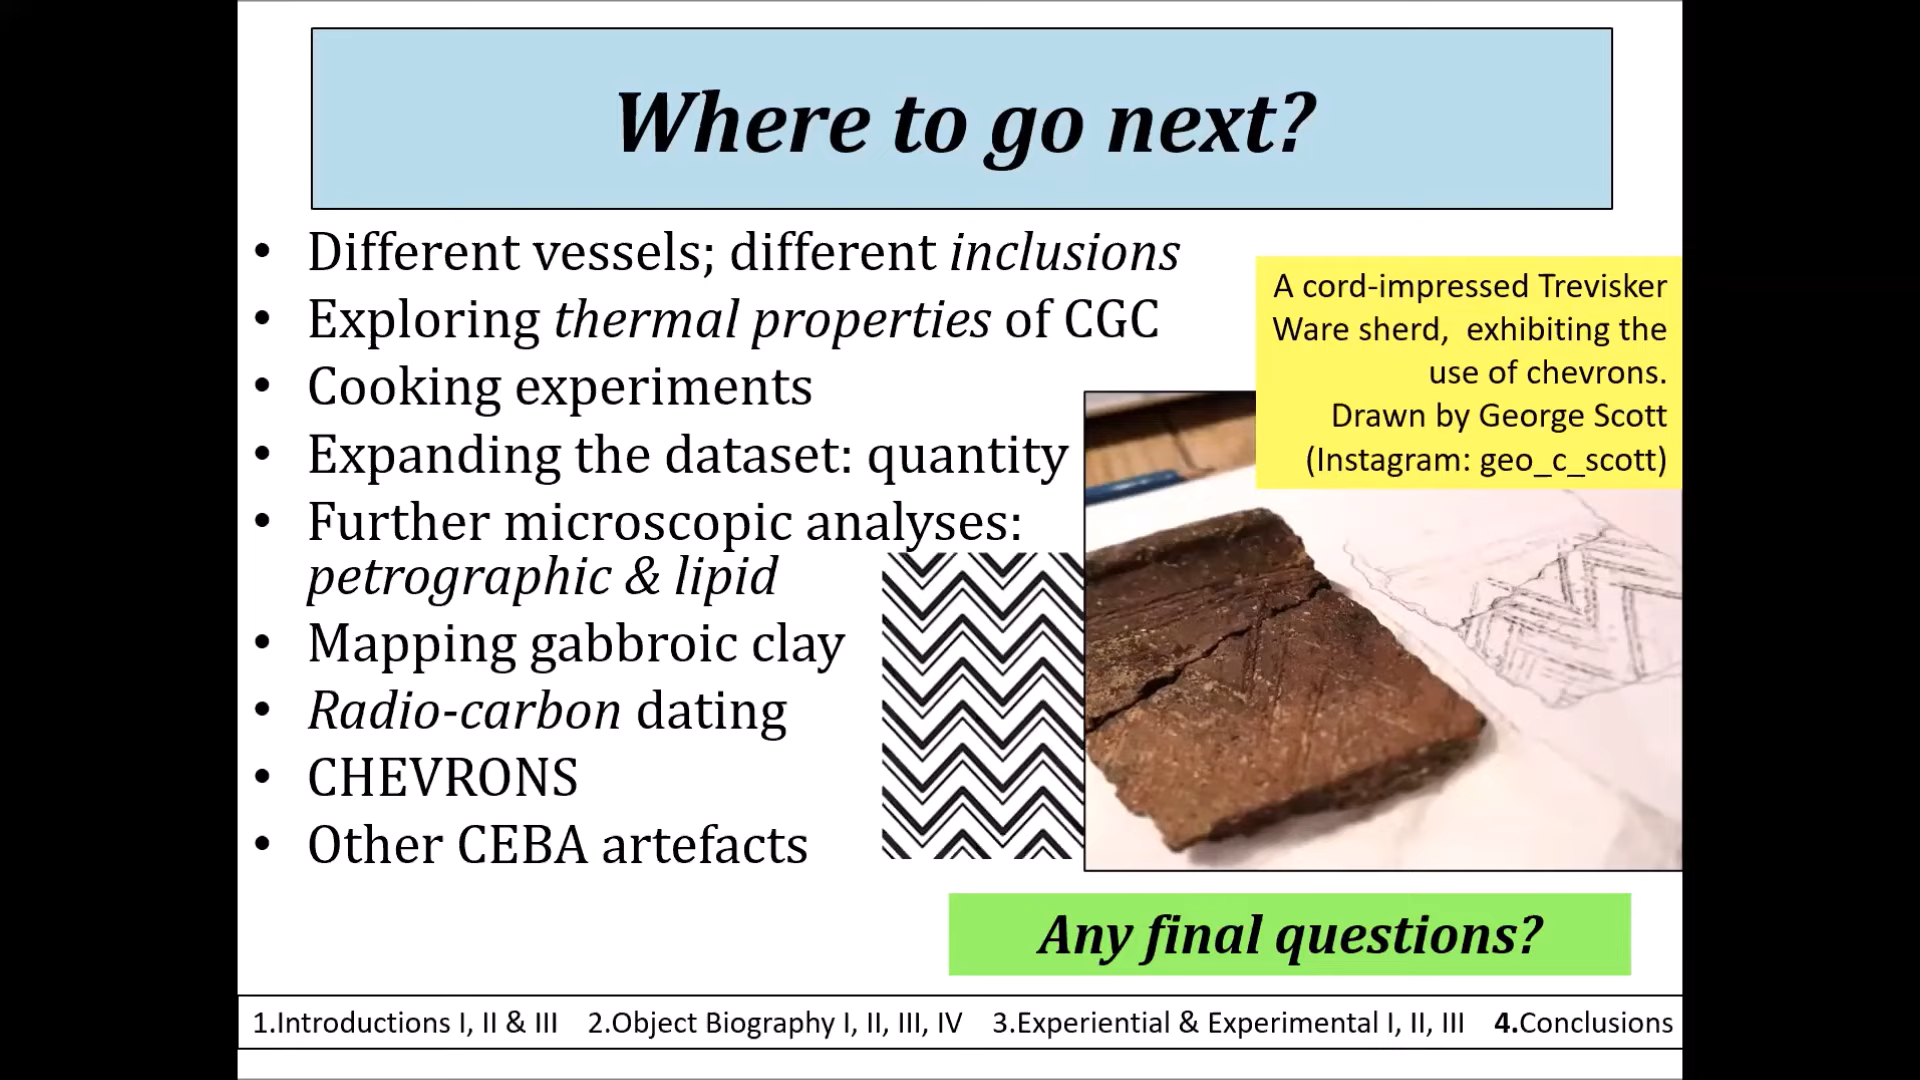 Where to go next?
• Different vessels; different inclusions
• Exploring thermal properties of CGC
• Cooking experiments
• Expanding the dataset: quantity
• Further microscopic analyses:
petrographic & lipid
• Mapping gabbroic clay
• Radio-carbon dating
• CHEVRONS
• Other CEBA artefacts
A cord-impressed Trevisker
Ware sherd, exhibiting the
use of chevrons.
Drawn by George Scott
(Instagram: geo_c_scott)
Any final questions?
1.Introductions I, II & III 2.Object Biography I, II, III, IV 3.Experiential & Experimental I, II, III 4.Conclusions